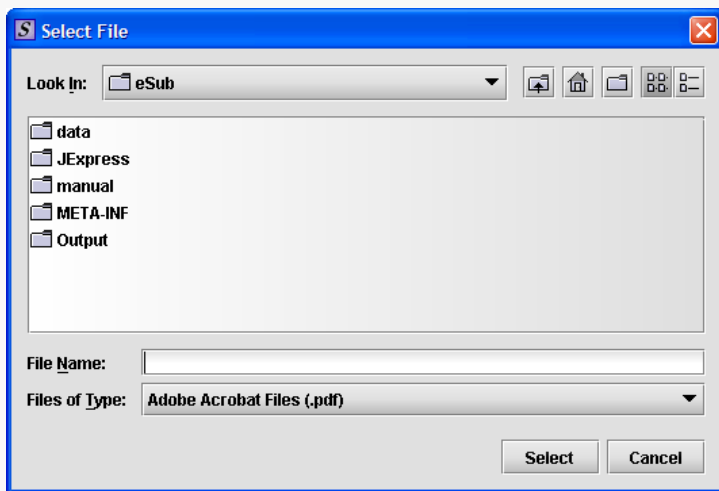 S Select File
Look In: eSub
data
JExpress
manual
META-INF
Output
File Name:
Files of Type: Adobe Acrobat Files (.pdf)
Select Cancel